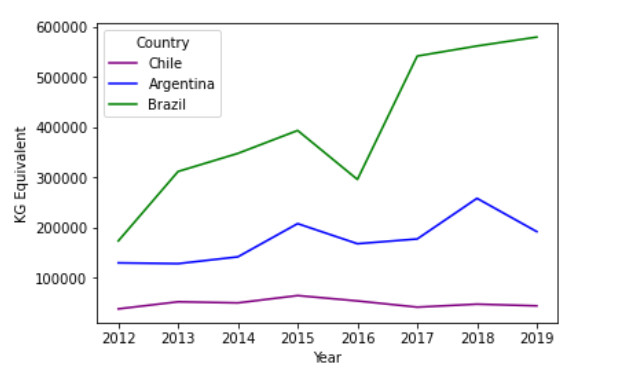 600000
500000
400000
300000
200000
100000
KG Equivalent
Country
Chile
Argentina
Brazil
2012 2013 2014 2015 2016 2017 2018 2019
Year